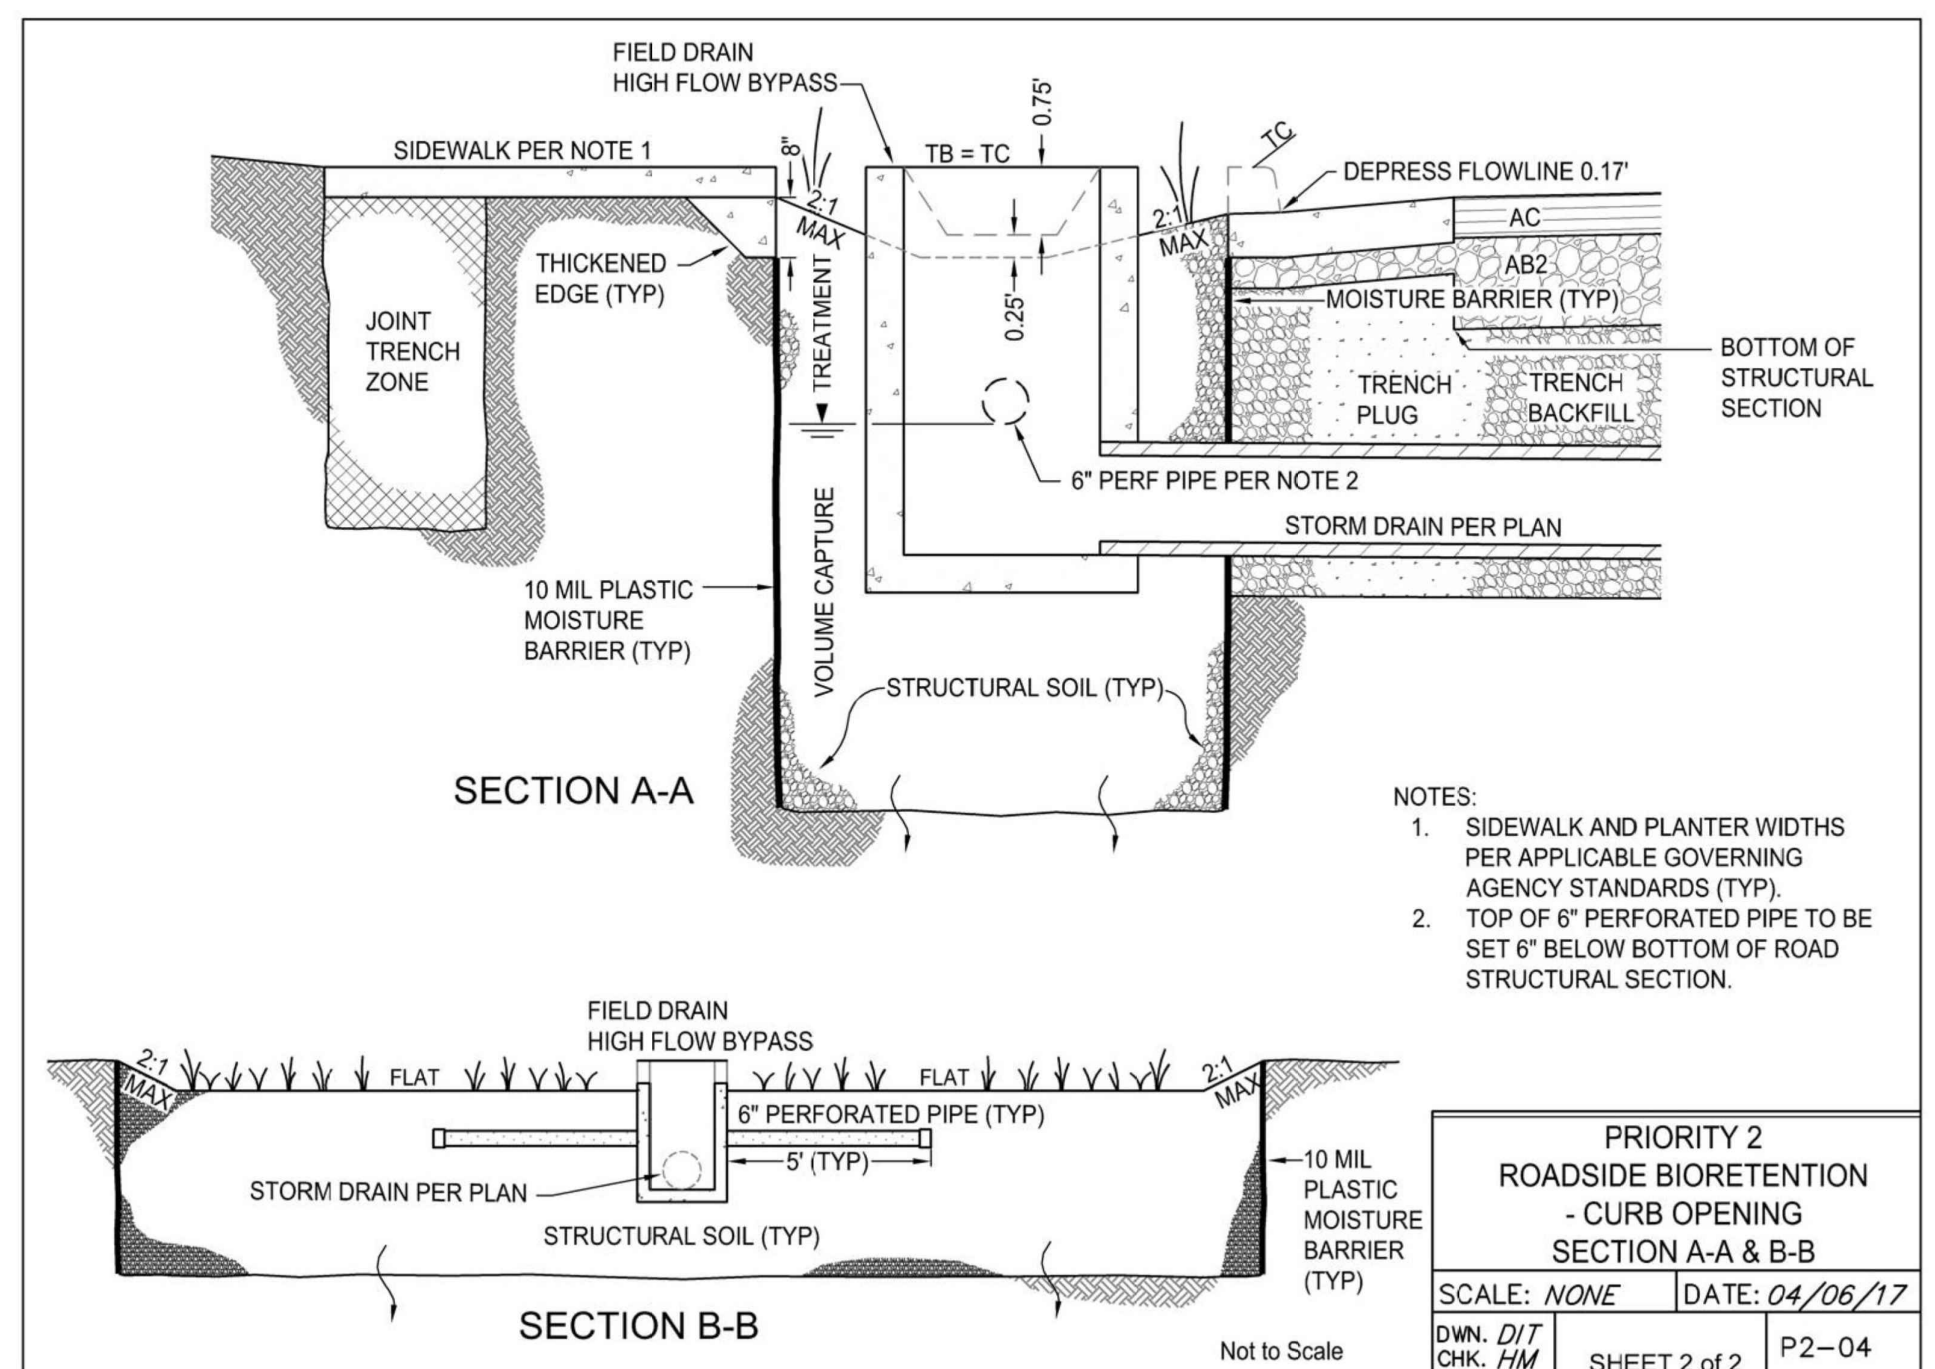 FIELD DRAIN
HIGH FLOW BYPASS
0.75'
SIDEWALK PER NOTE 1
8"
TB = TC
TC
DEPRESS FLOWLINE 0.17'
2:1
MAX
2:1
MAX
AC
AB2
THICKENED
EDGE (TYP)
TREATMENT
0.25'
MOISTURE BARRIER (TYP)
JOINT
TRENCH
ZONE
BOTTOM OF
STRUCTURAL
SECTION
TRENCH
PLUG
TRENCH
BACKFILL
6" PERF PIPE PER NOTE 2
STORM DRAIN PER PLAN
10 MIL PLASTIC
MOISTURE
BARRIER (TYP)
VOLUME CAPTURE
STRUCTURAL SOIL (TYP)
SECTION A-A
NOTES:
1. SIDEWALK AND PLANTER WIDTHS
PER APPLICABLE GOVERNING
AGENCY STANDARDS (TYP).
2. TOP OF 6" PERFORATED PIPE TO BE
SET 6" BELOW BOTTOM OF ROAD
STRUCTURAL SECTION.
FIELD DRAIN
HIGH FLOW BYPASS
2:1
MAX
FLAT
FLAT
2:1
MAX
6" PERFORATED PIPE (TYP)
5' (TYP)
STORM DRAIN PER PLAN
STRUCTURAL SOIL (TYP)
10 MIL
PLASTIC
MOISTURE
BARRIER
(TYP)
SECTION B-B
Not to Scale
PRIORITY 2
ROADSIDE BIORETENTION
- CURB OPENING
SECTION A-A & B-B
SCALE: NONE
DATE: 04/06/17
DWN. DIT
CHK. HM
SHEET 2 of 2
P2-04